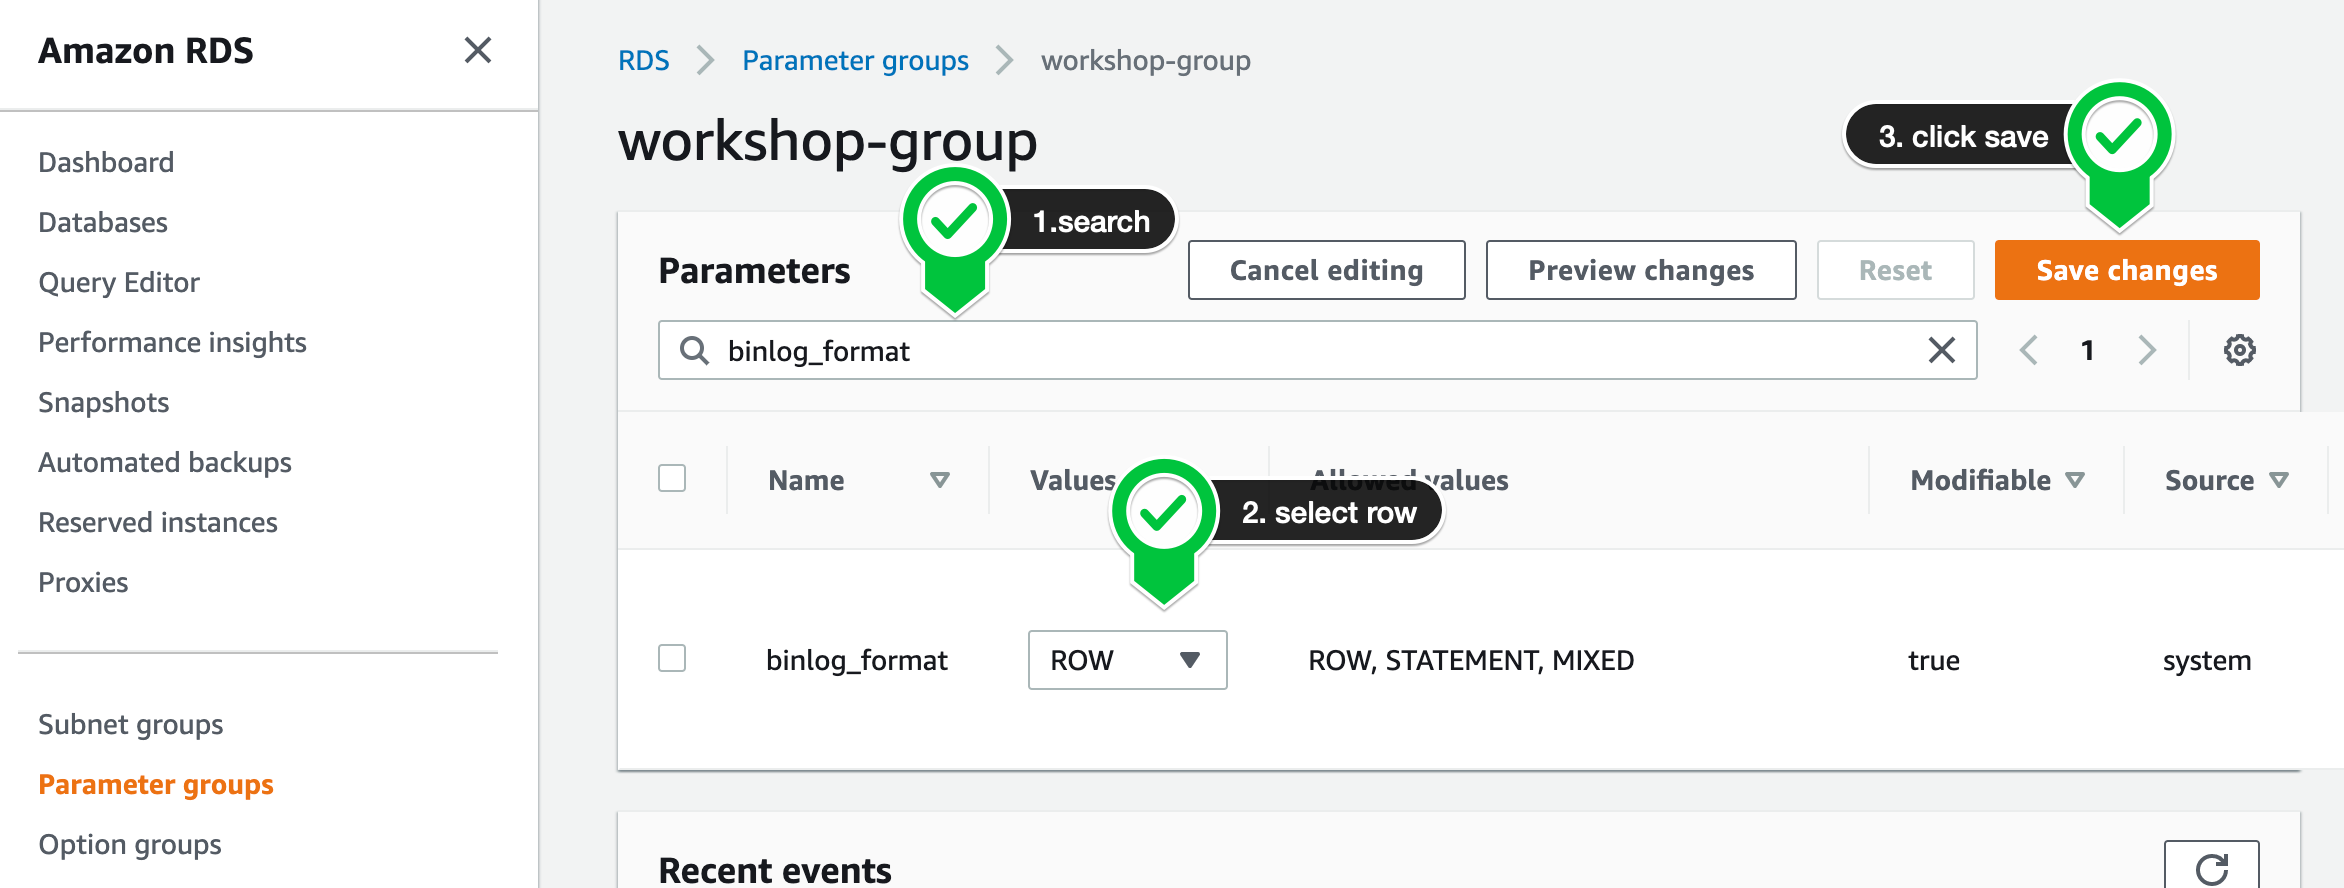 Amazon RDS
Dashboard
Databases
Query Editor
Performance insights
Snapshots
Automated backups
Reserved instances
Proxies
Subnet groups
Parameter groups
Option groups
RDS Parameter groups workshop-group
workshop-group
3. click save
1.search
Parameters
Cancel editing Preview changes Reset Save changes
binlog_format 1
Name Values Allowed values Modifiable Source
2. select row
binlog_format ROW ROW, STATEMENT, MIXED true system
Recent events